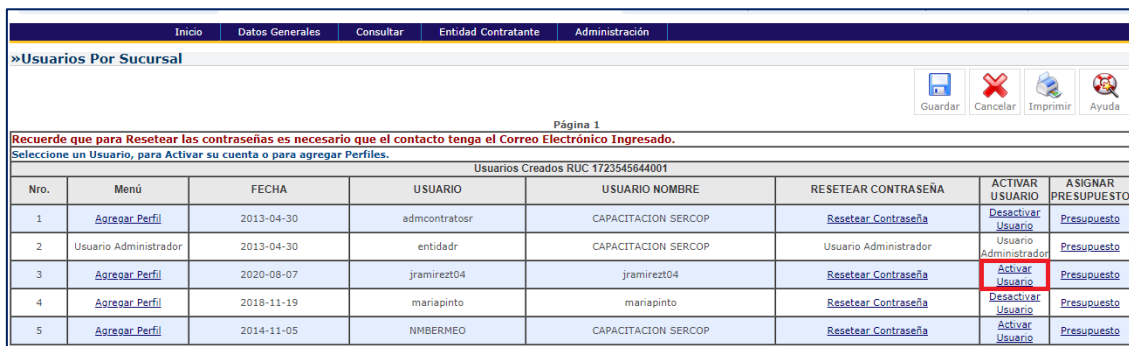 Inicio Datos Generales Consultar Entidad Contratante Administración
»Usuarios Por Sucursal
Guardar Cancelar Imprimir Ayuda
Página 1
Recuerde que para Resetear las contraseñas es necesario que el contacto tenga el Correo Electrónico Ingresado.
Seleccione un Usuario, para Activar su cuenta o para agregar Perfiles.
Usuarios Creados RUC 1723545644001
Nro. Menú FECHA USUARIO USUARIO NOMBRE RESETEAR CONTRASEÑA ACTIVAR USUARIO ASIGNAR PRESUPUESTO
1 Agregar Perfil 2013-04-30 admcontratosr CAPACITACION SERCOP Resetear Contraseña Desactivar Usuario Presupuesto
2 Usuario Administrador 2013-04-30 entidadr CAPACITACION SERCOP Usuario Administrador Usuario Administrador Presupuesto
3 Agregar Perfil 2020-08-07 jramirezt04 jramirezt04 Resetear Contraseña Activar Usuario Presupuesto
4 Agregar Perfil 2018-11-19 mariapinto mariapinto Resetear Contraseña Desactivar Usuario Presupuesto
5 Agregar Perfil 2014-11-05 NMBERMEO CAPACITACION SERCOP Resetear Contraseña Activar Usuario Presupuesto